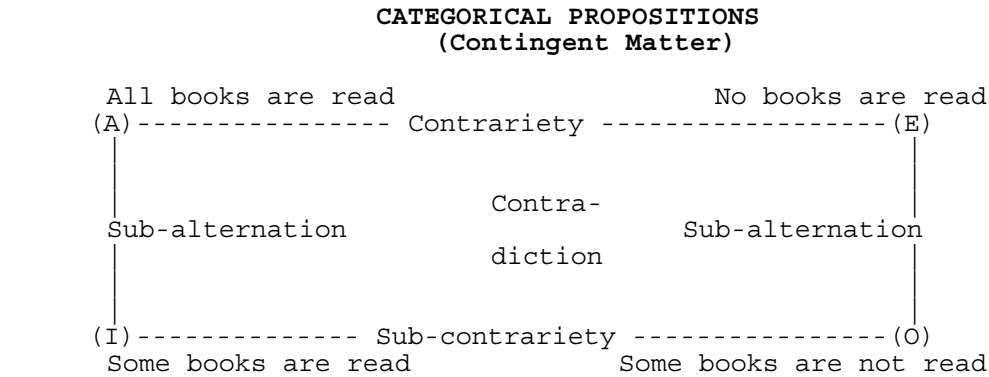 CATEGORICAL PROPOSITIONS
(Contingent Matter)
All books are read No books are read
(A)---------------- Contrariety ------------------(E)
Contra-
Sub-alternation Sub-alternation
diction
(I)-------------- Sub-contrariety ----------------(O)
Some books are read Some books are not read